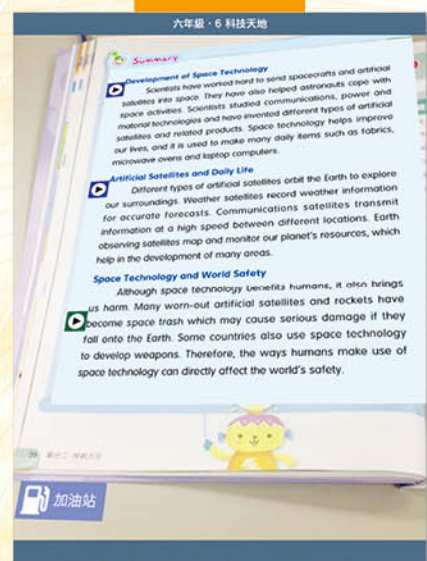 六年級・6 科技天地
Summary
Development of Space Technology
Scientists have worked hard to send spacecrafts and artificial
satellites into space. They have also helped astronauts cope with
space activities. Scientists studied communications, power and
material technologies and have invented different types of artificial
satellites and related products. Space technology helps improve
our lives, and it is used to make many daily items such as fabrics,
microwave ovens and laptop computers.
Artificial Satellites and Daily Life
Different types of artificial satellites orbit the Earth to explore
our surroundings. Weather satellites record weather information
for accurate forecasts. Communications satellites transmit
information at a high speed between different locations. Earth
observing satellites map and monitor our planet's resources, which
help in the development of many areas.
Space Technology and World Safety
Although space technology benefits humans, it also brings
us harm. Many worn-out artificial satellites and rockets have
become space trash which may cause serious damage if they
fall onto the Earth. Some countries also use space technology
to develop weapons. Therefore, the ways humans make use of
space technology can directly affect the world's safety.
加油站